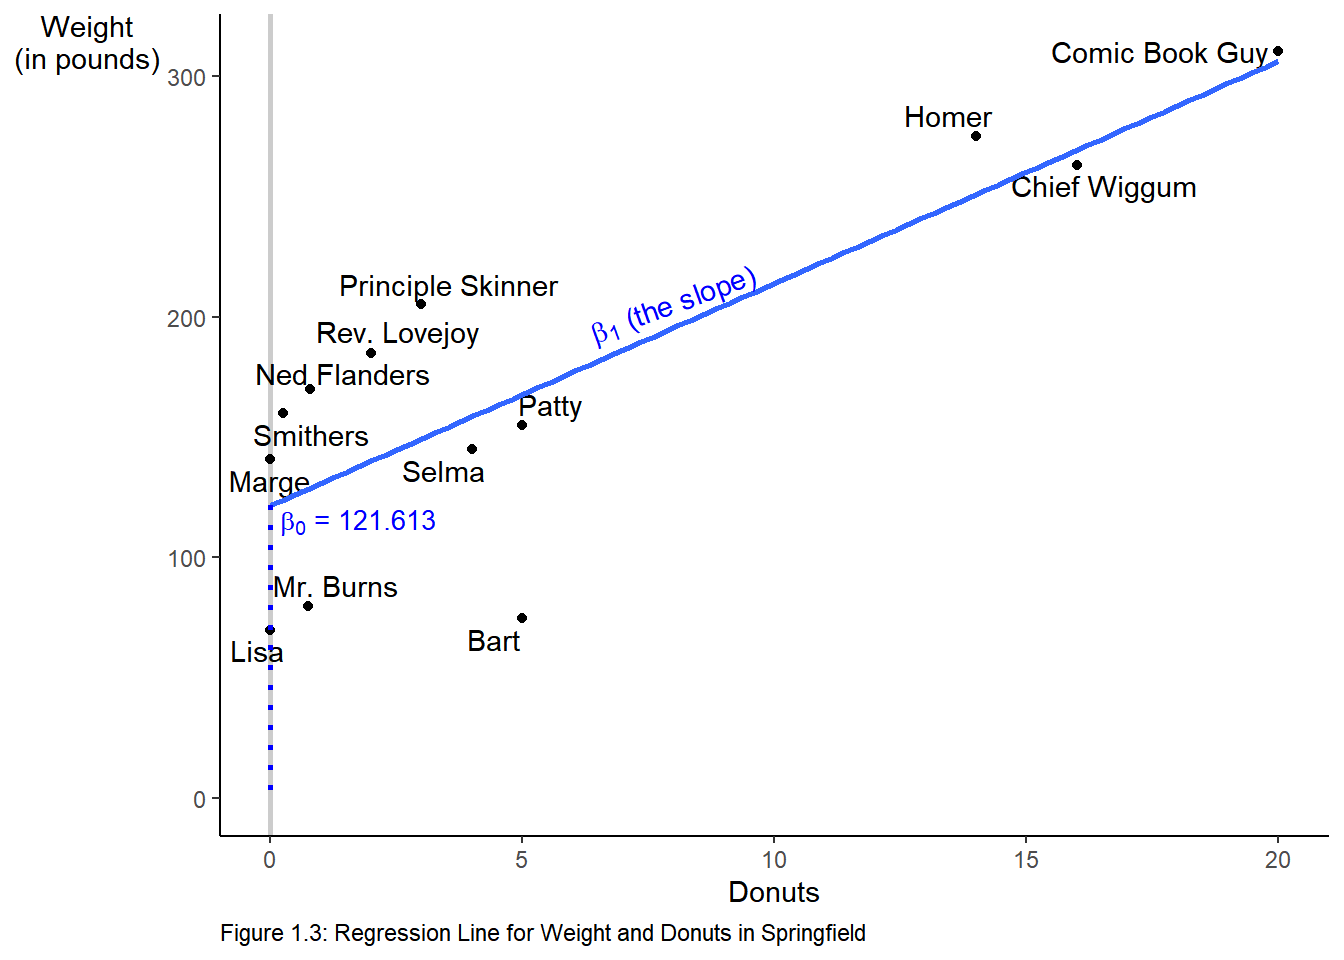 Weight
(in pounds)
300
200
100
0
Comic Book Guy
Homer
Chief Wiggum
Principle Skinner
β1 (the slope)
Rev. Lovejoy
Ned Flanders
Patty
Smithers
Selma
Marge
β0 = 121.613
Mr. Burns
Bart
Lisa
0
5
10
15
20
Donuts
Figure 1.3: Regression Line for Weight and Donuts in Springfield